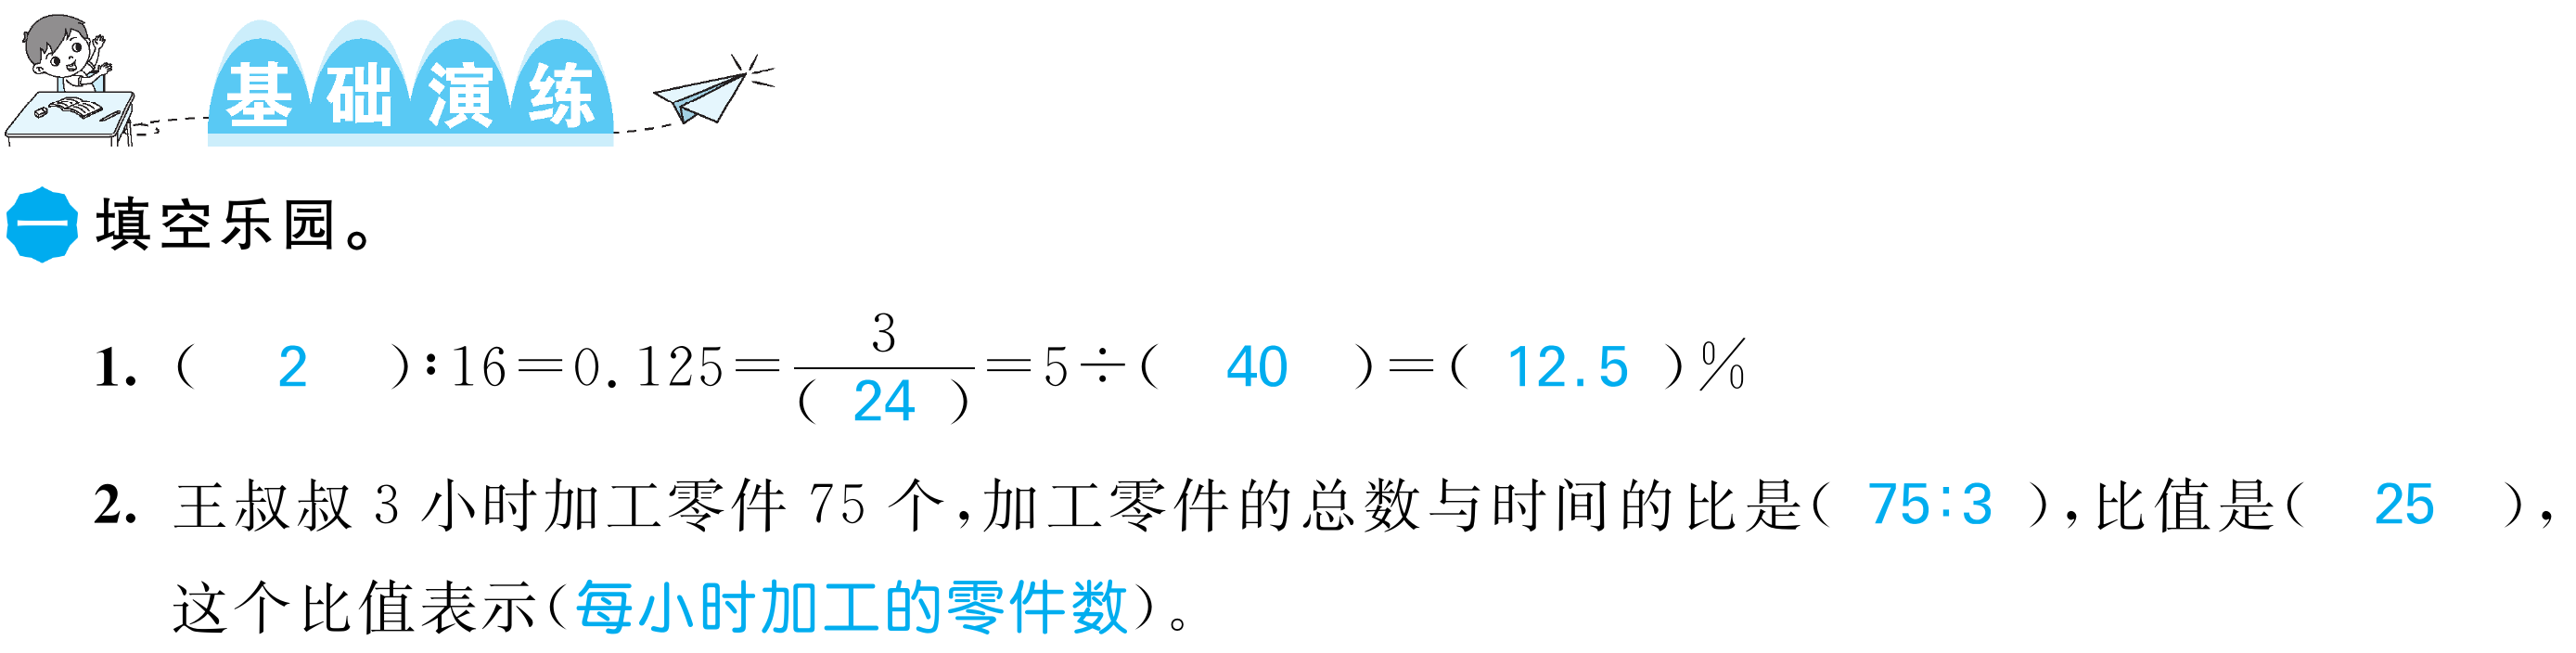 基础演练
一 填空乐园。
1. ( 2 ):16=0.125=3/( 24 )=5÷( 40 )=( 12.5 )%
2. 王叔叔 3 小时加工零件 75 个,加工零件的总数与时间的比是( 75:3 ),比值是( 25 ),
这个比值表示(每小时加工的零件数)。